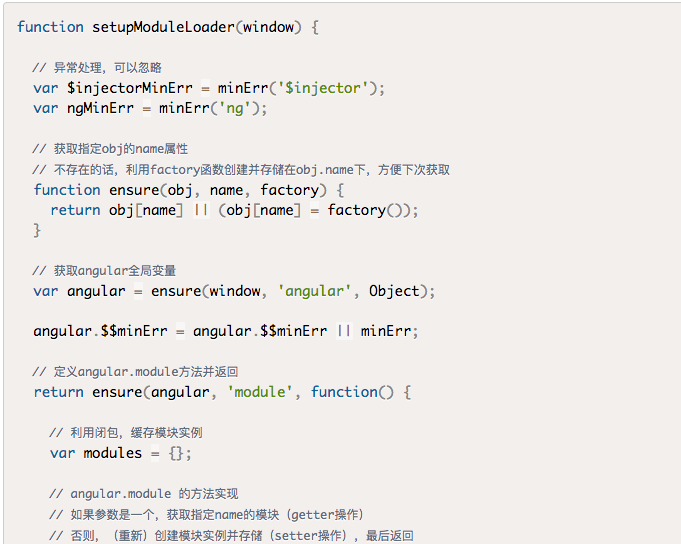 function setupModuleLoader(window) {
// 异常处理，可以忽略
var $injectorMinErr = minErr('$injector');
var ngMinErr = minErr('ng');
// 获取指定obj的name属性
// 不存在的话，利用factory函数创建并存储在obj.name下，方便下次获取
function ensure(obj, name, factory) {
return obj[name] || (obj[name] = factory());
}
// 获取angular全局变量
var angular = ensure(window, 'angular', Object);
angular.$$minErr = angular.$$minErr || minErr;
// 定义angular.module方法并返回
return ensure(angular, 'module', function() {
// 利用闭包，缓存模块实例
var modules = {};
// angular.module 的方法实现
// 如果参数是一个，获取指定name的模块（getter操作）
// 否则，（重新）创建模块实例并存储（setter操作），最后返回